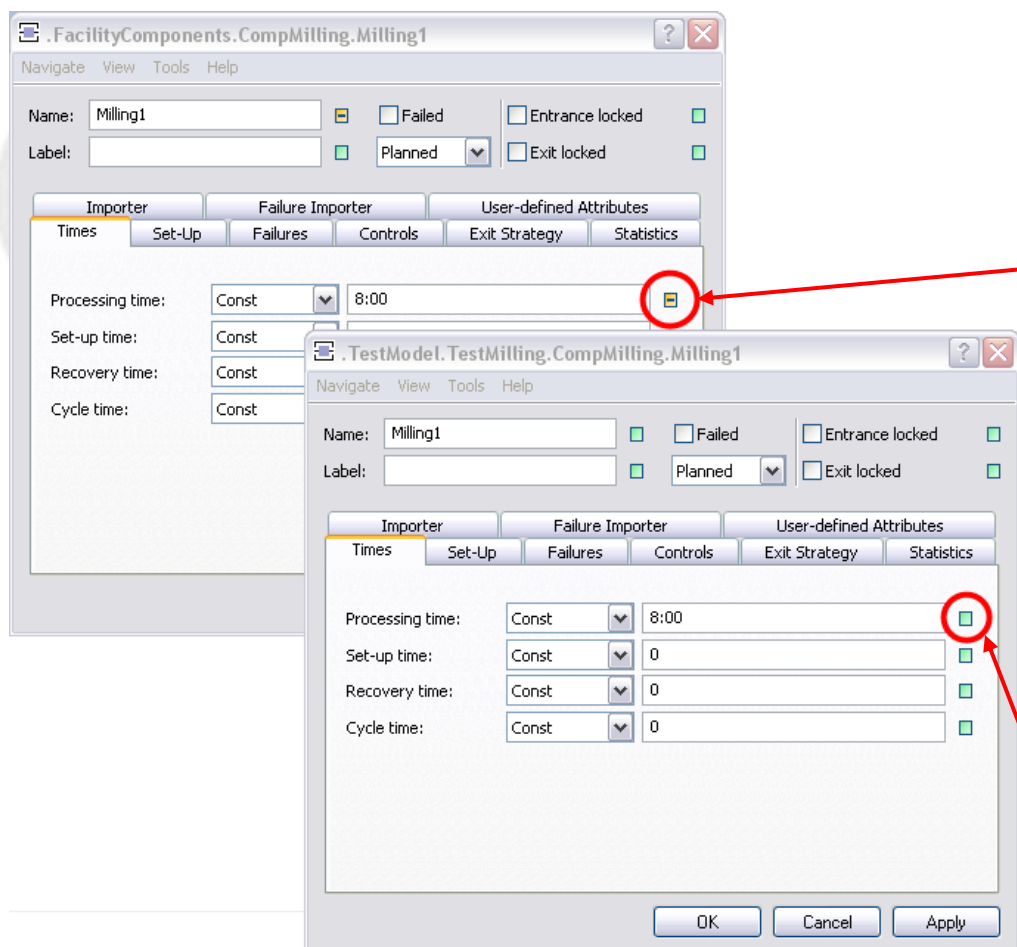 .FacilityComponents.CompMilling.Milling1
Navigate View Tools Help
Name: Milling1 Failed Entrance locked
Label: Planned Exit locked
Importer Failure Importer User-defined Attributes
Times Set-Up Failures Controls Exit Strategy Statistics
Processing time: Const 8:00
Set-up time: Const
Recovery time: Const
Cycle time: Const
.TestModel.TestMilling.CompMilling.Milling1
Navigate View Tools Help
Name: Milling1 Failed Entrance locked
Label: Planned Exit locked
Importer Failure Importer User-defined Attributes
Times Set-Up Failures Controls Exit Strategy Statistics
Processing time: Const 8:00
Set-up time: Const 0
Recovery time: Const 0
Cycle time: Const 0
OK Cancel Apply